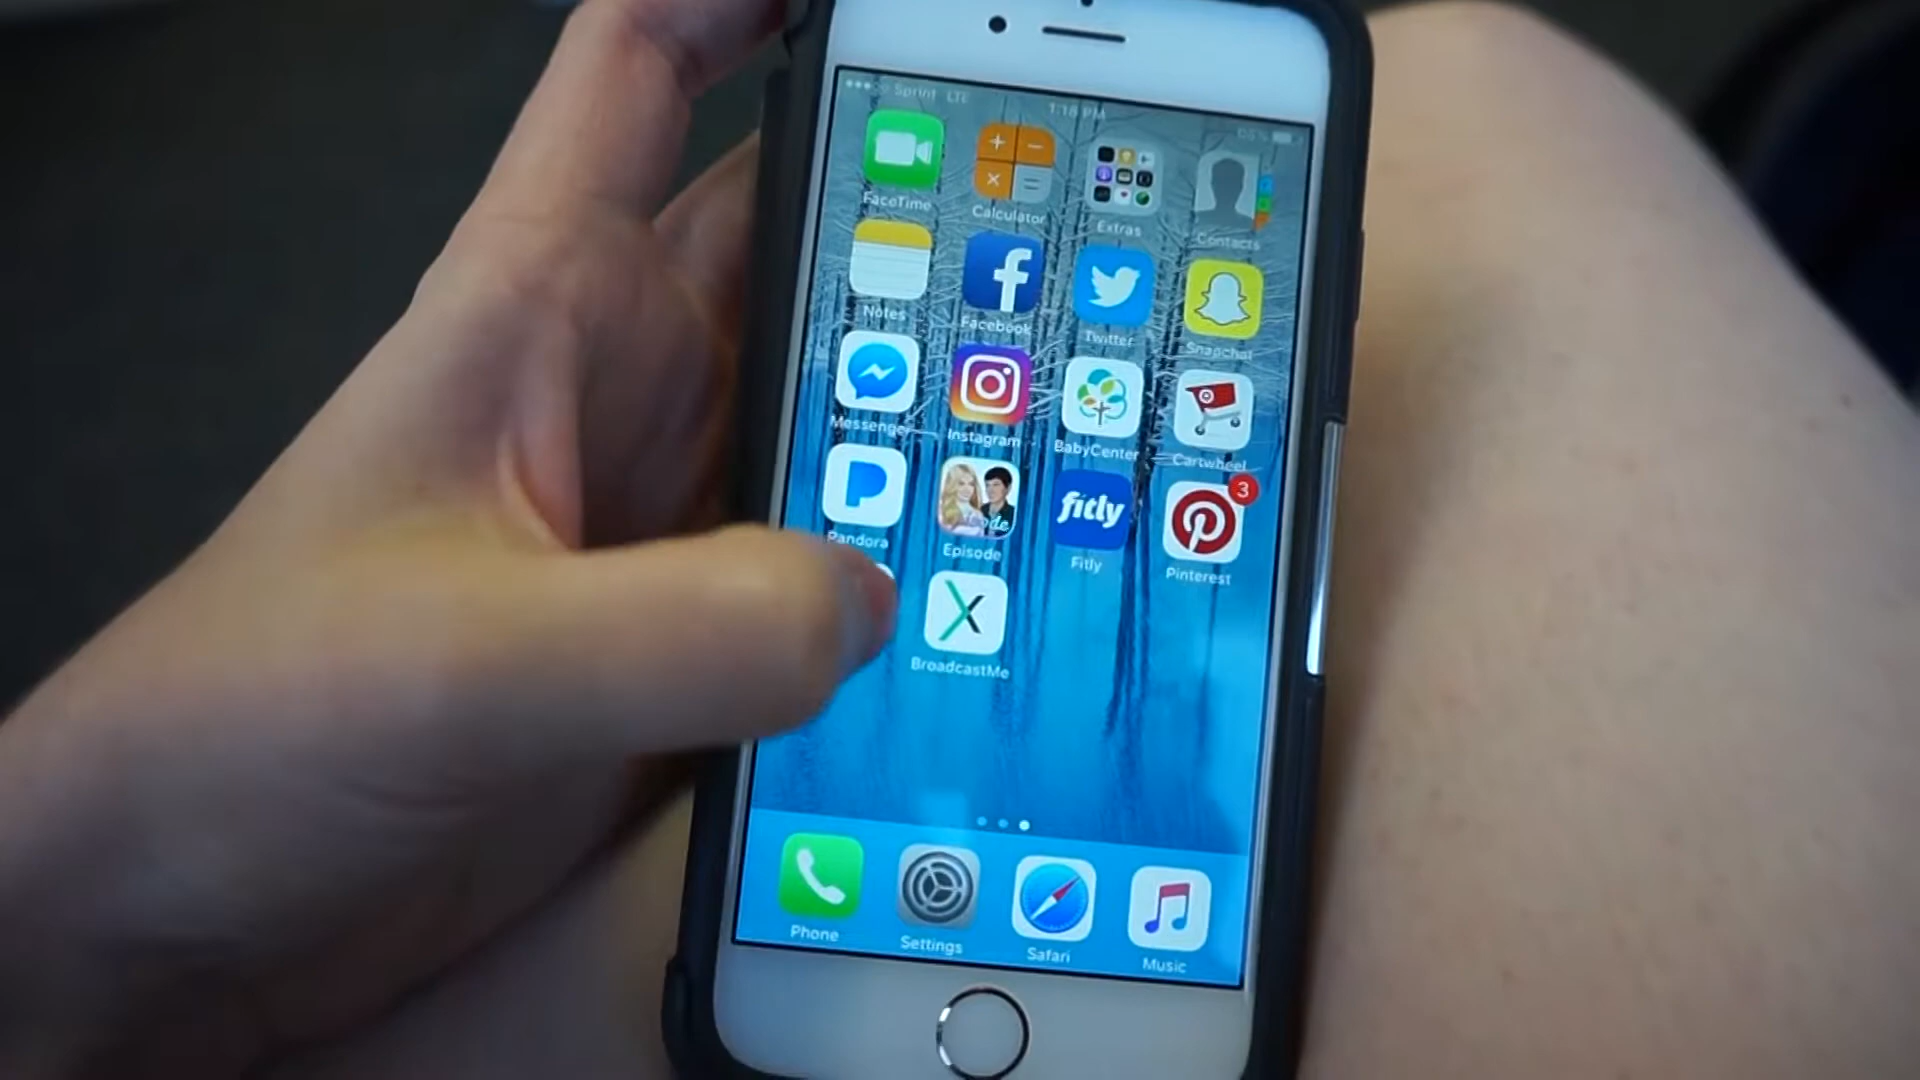 Sprint LTE 1:18 PM
FaceTime Calculator Extras Contacts
Notes Facebook Twitter Snapchat
Messenger Instagram BabyCenter Cartwheel
fitly
3
Pandora Episode Fitly Pinterest
BroadcastMe
Phone Settings Safari Music